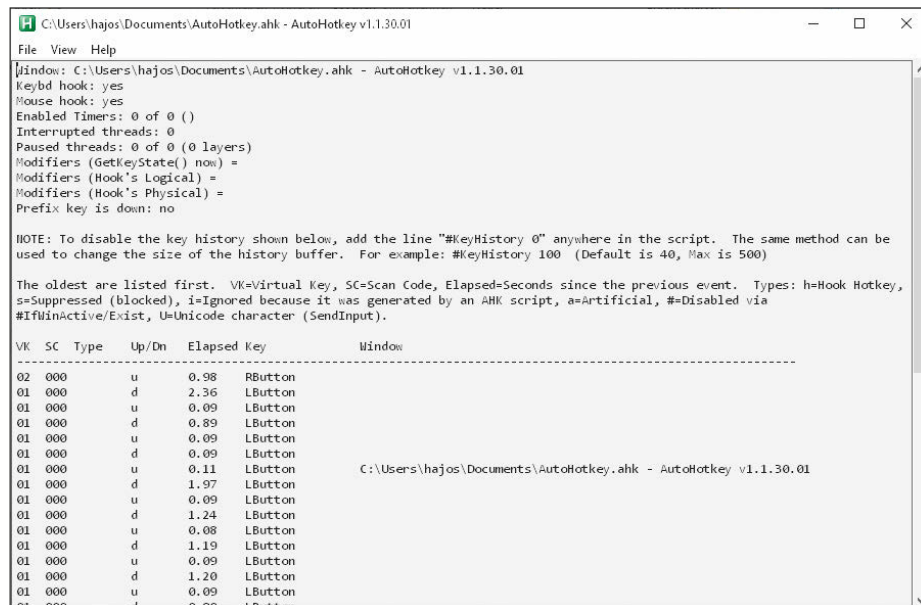 C:\Users\hajos\Documents\AutoHotkey.ahk - AutoHotkey v1.1.30.01
File View Help
Window: C:\Users\hajos\Documents\AutoHotkey.ahk - AutoHotkey v1.1.30.01
Keybd hook: yes
Mouse hook: yes
Enabled Timers: 0 of 0 ()
Interrupted threads: 0
Paused threads: 0 of 0 (0 layers)
Modifiers (GetKeyState() now) =
Modifiers (Hook's Logical) =
Modifiers (Hook's Physical) =
Prefix key is down: no
NOTE: To disable the key history shown below, add the line "#KeyHistory 0" anywhere in the script. The same method can be
used to change the size of the history buffer. For example: #KeyHistory 100 (Default is 40, Max is 500)
The oldest are listed first. VK=Virtual Key, SC=Scan Code, Elapsed=Seconds since the previous event. Types: h=Hook Hotkey,
s=Suppressed (blocked), i=Ignored because it was generated by an AHK script, a=Artificial, #=Disabled via
#IfWinActive/Exist, U=Unicode character (SendInput).
VK SC Type Up/Dn Elapsed Key Window
-------------------------------------------------------------------------------------------------------------
02 000 u 0.98 RButton
01 000 d 2.36 LButton
01 000 u 0.09 LButton
01 000 d 0.89 LButton
01 000 u 0.09 LButton
01 000 d 0.09 LButton
01 000 u 0.11 LButton C:\Users\hajos\Documents\AutoHotkey.ahk - AutoHotkey v1.1.30.01
01 000 d 1.97 LButton
01 000 u 0.09 LButton
01 000 d 1.24 LButton
01 000 u 0.08 LButton
01 000 d 1.19 LButton
01 000 u 0.09 LButton
01 000 d 1.20 LButton
01 000 u 0.09 LButton